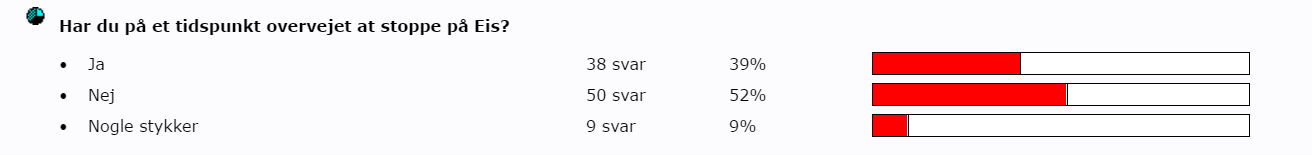 Har du på et tidspunkt overvejet at stoppe på Eis?
• Ja 38 svar 39%
• Nej 50 svar 52%
• Nogle stykker 9 svar 9%